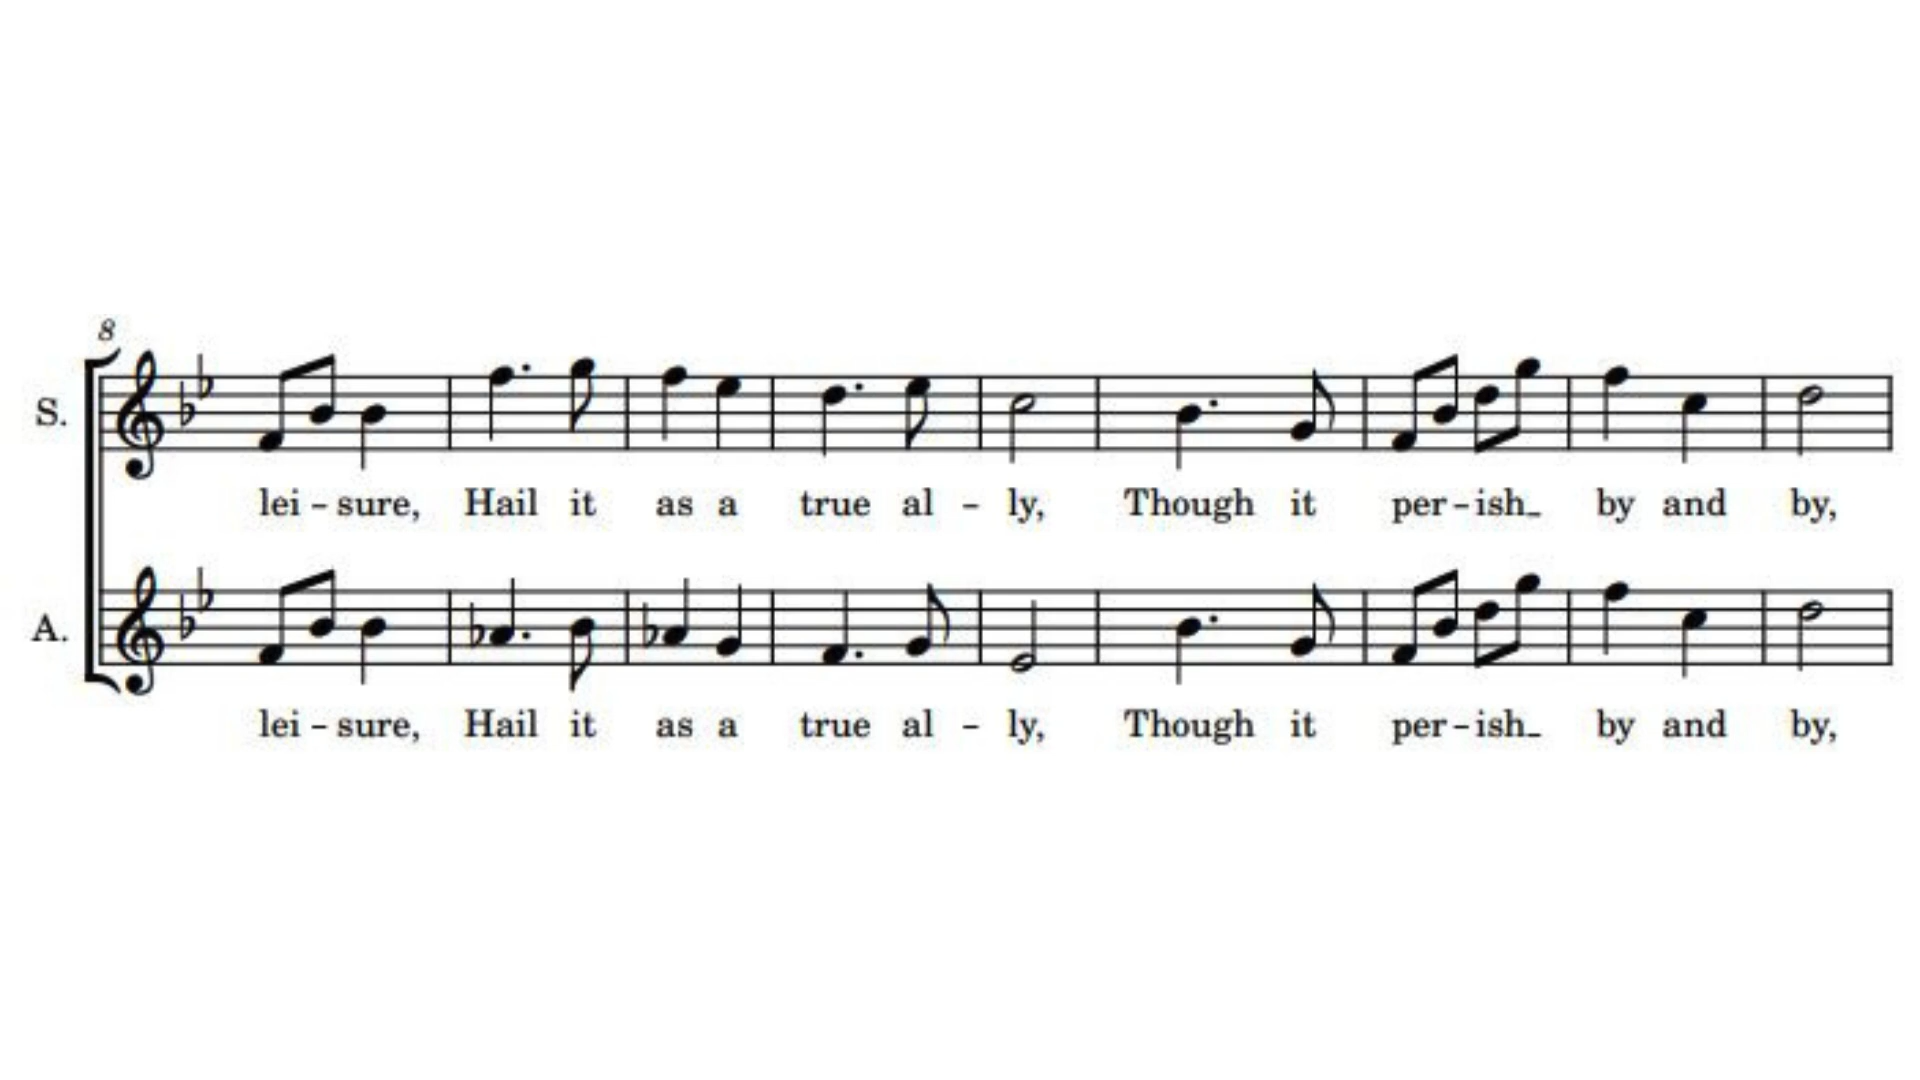 8
S.
lei - sure, Hail it as a true al - ly, Though it per - ish_ by and by,
A.
lei - sure, Hail it as a true al - ly, Though it per - ish_ by and by,